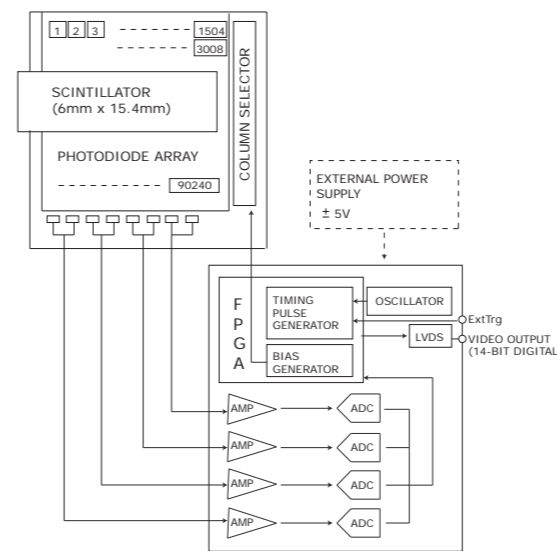 1 2 3 1504
3008
SCINTILLATOR
(6mm x 15.4mm)
COLUMN SELECTOR
PHOTODIODE ARRAY
90240
EXTERNAL POWER
SUPPLY
± 5V
FPGA
TIMING
PULSE
GENERATOR
OSCILLATOR
ExtTrg
LVDS
VIDEO OUTPUT
(14-BIT DIGITAL
BIAS
GENERATOR
AMP ADC
AMP ADC
AMP ADC
AMP ADC